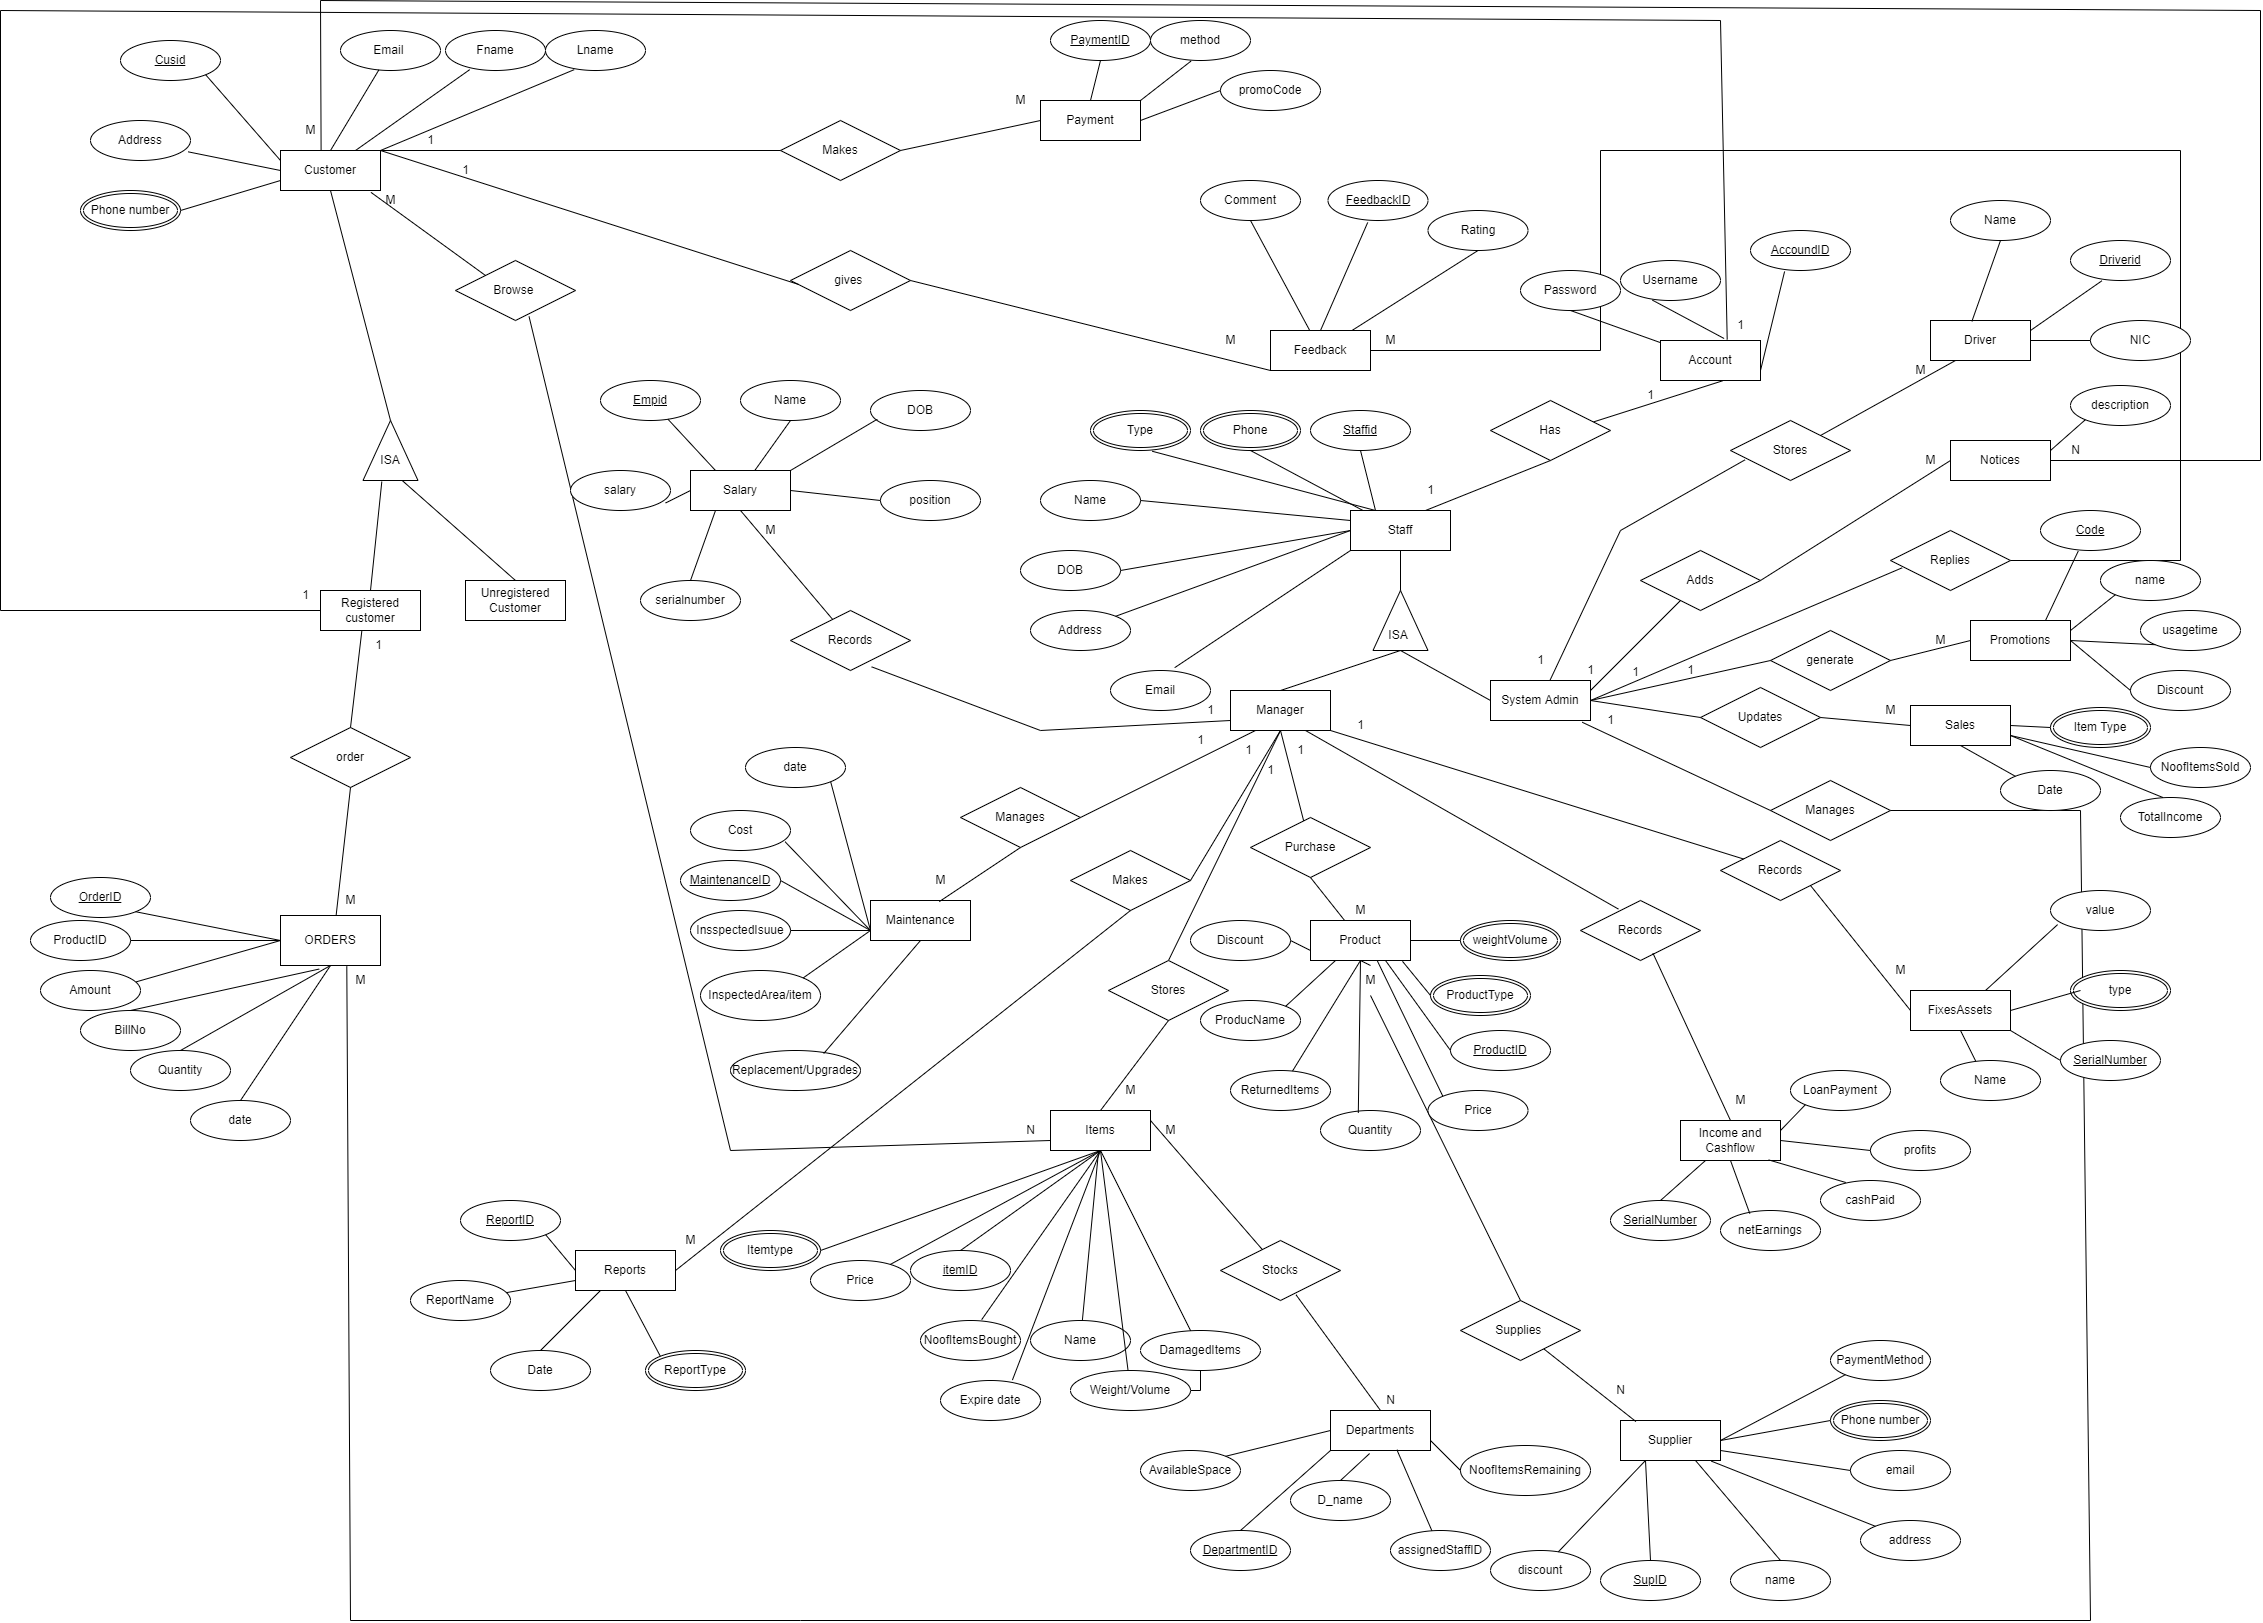 PaymentID
method
Email
Fname
Lname
Cusid
promoCode
M
Payment
M
Address
1
Makes
Customer
1
Phone number
M
Comment
FeedbackID
Rating
Name
AccoundID
Driverid
Browse
gives
Password
Username
1
M
Feedback
M
Account
Driver
NIC
M
1
Empid
Name
DOB
Type
Phone
Staffid
Has
description
Stores
ISA
M
Notices
N
salary
Salary
position
1
Name
M
Staff
Code
DOB
Adds
Replies
name
1
Registered
customer
Unregistered
Customer
serialnumber
Address
ISA
usagetime
Records
Promotions
M
1
1
1
1
generate
Email
System Admin
Discount
1
Manager
1
1
Updates
M
Sales
Item Type
1
1
1
1
order
date
NoofItemsSold
Date
Manages
Manages
TotalIncome
Cost
Purchase
MaintenanceID
M
Makes
Records
OrderID
M
M
value
Maintenance
InsspectedIsuue
Records
ProductID
ORDERS
Discount
Product
weightVolume
M
M
M
Amount
InspectedArea/item
Stores
ProductType
type
FixesAssets
BillNo
ProducName
Quantity
Replacement/Upgrades
ProductID
SerialNumber
Name
ReturnedItems
M
LoanPayment
M
date
Price
N
Items
M
Quantity
Income and
Cashflow
profits
cashPaid
ReportID
SerialNumber
netEarnings
M
Itemtype
Reports
Price
itemID
Stocks
ReportName
Supplies
NoofItemsBought
Name
DamagedItems
Date
ReportType
PaymentMethod
Expire date
Weight/Volume
N
N
Departments
Supplier
Phone number
AvailableSpace
NoofItemsRemaining
email
D_name
DepartmentID
assignedStaffID
address
discount
SupID
name